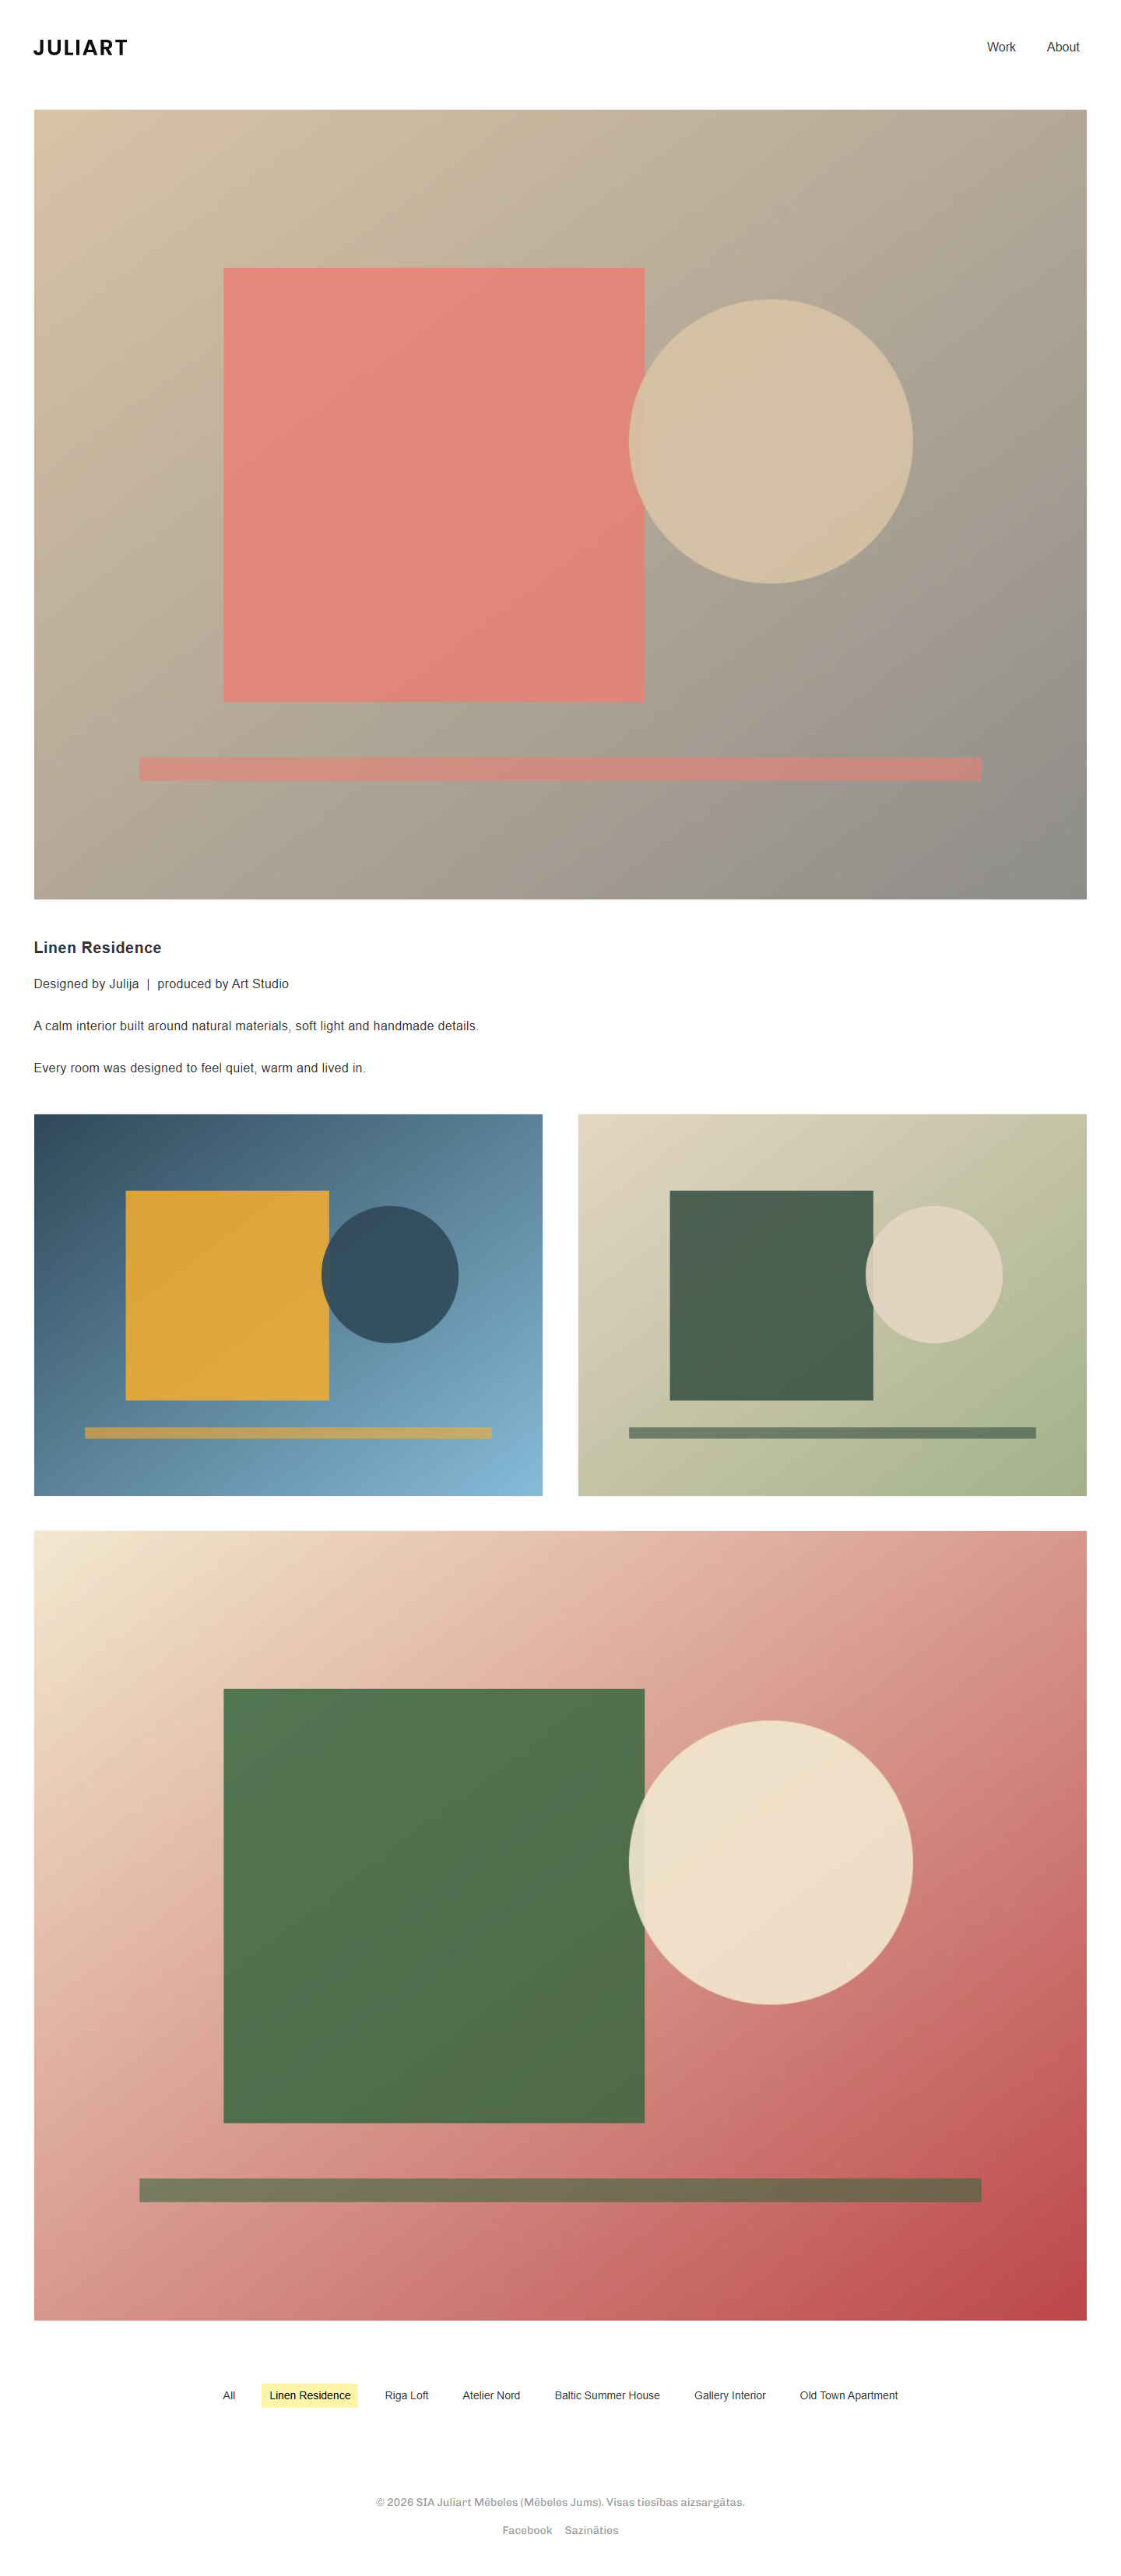 JULIART
Work About
Linen Residence
Designed by Julija | produced by Art Studio
A calm interior built around natural materials, soft light and handmade details.
Every room was designed to feel quiet, warm and lived in.
All Linen Residence Riga Loft Atelier Nord Baltic Summer House Gallery Interior Old Town Apartment
© 2026 SIA Juliart Mēbeles (Mēbeles Jums). Visas tiesības aizsargātas.
Facebook Sazināties